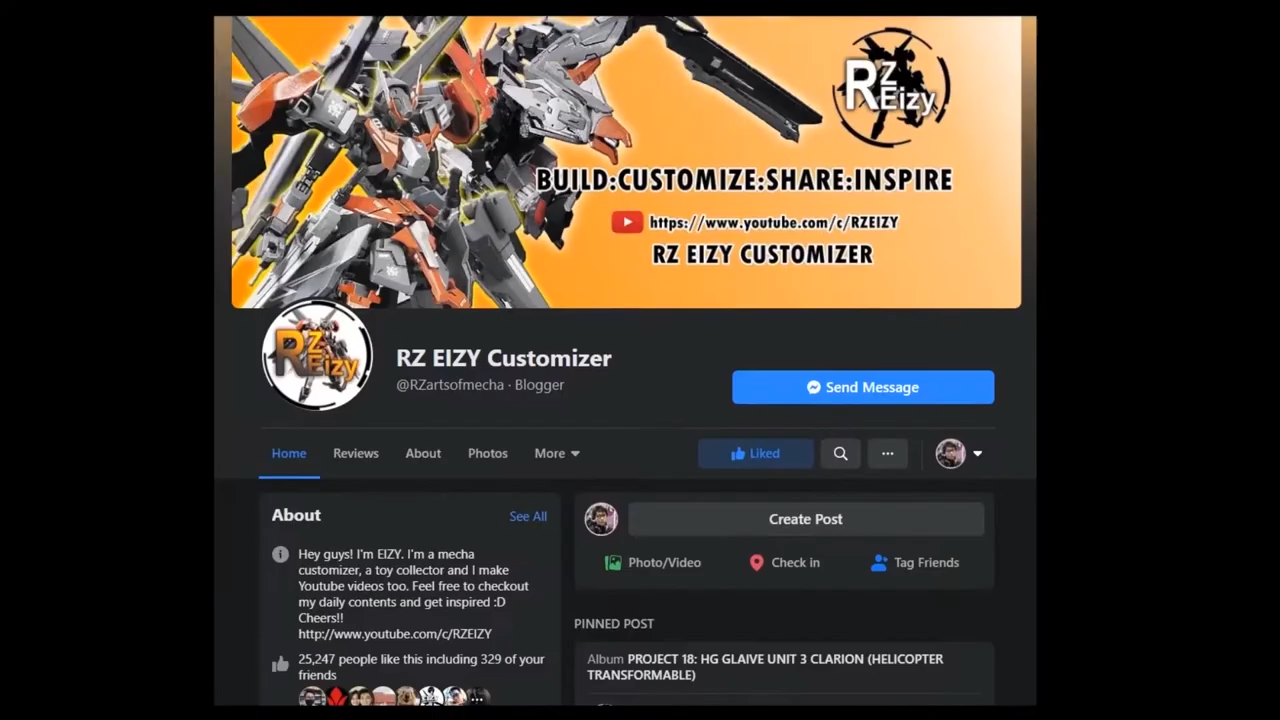 RZ Eizy
BUILD:CUSTOMIZE:SHARE:INSPIRE
https://www.youtube.com/c/RZEIZY
RZ EIZY CUSTOMIZER
RZ Eizy
RZ EIZY Customizer
@RZartsofmecha · Blogger
Send Message
Home
Reviews
About
Photos
More
Liked
About
See All
Create Post
Photo/Video
Check in
Tag Friends
Hey guys! I'm EIZY. I'm a mecha
customizer, a toy collector and I make
Youtube videos too. Feel free to checkout
my daily contents and get inspired :D
Cheers!!
http://www.youtube.com/c/RZEIZY
25,247 people like this including 329 of your
friends
PINNED POST
Album PROJECT 18: HG GLAIVE UNIT 3 CLARION (HELICOPTER
TRANSFORMABLE)